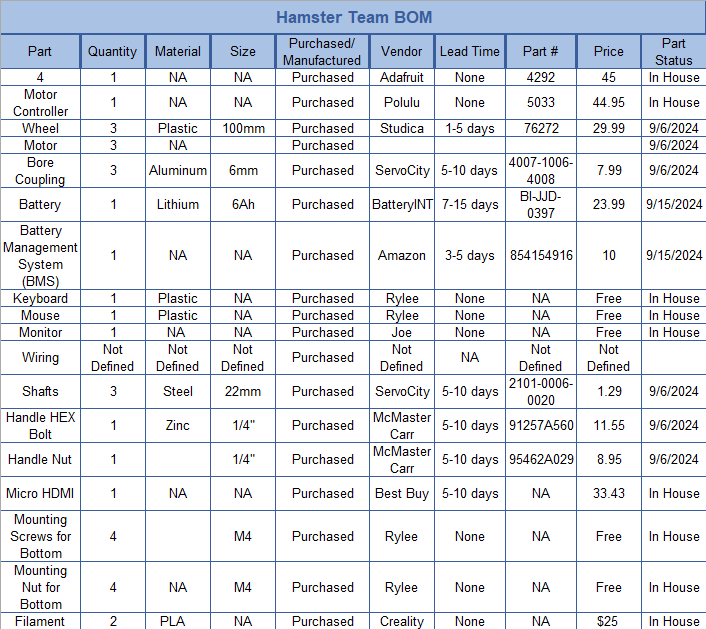 Hamster Team BOM
Part Quantity Material Size Purchased/ Manufactured Vendor Lead Time Part # Price Part Status
4 1 NA NA Purchased Adafruit None 4292 45 In House
Motor Controller 1 NA NA Purchased Polulu None 5033 44.95 In House
Wheel 3 Plastic 100mm Purchased Studica 1-5 days 76272 29.99 9/6/2024
Motor 3 NA Purchased 9/6/2024
Bore Coupling 3 Aluminum 6mm Purchased ServoCity 5-10 days 4007-1006-4008 7.99 9/6/2024
Battery 1 Lithium 6Ah Purchased BatteryINT 7-15 days BI-JJD-0397 23.99 9/15/2024
Battery Management System (BMS) 1 NA NA Purchased Amazon 3-5 days 854154916 10 9/15/2024
Keyboard 1 Plastic NA Purchased Rylee None NA Free In House
Mouse 1 Plastic NA Purchased Rylee None NA Free In House
Monitor 1 NA NA Purchased Joe None NA Free In House
Wiring Not Defined Not Defined Not Defined Purchased Not Defined NA Not Defined Not Defined
Shafts 3 Steel 22mm Purchased ServoCity 5-10 days 2101-0006-0020 1.29 9/6/2024
Handle HEX Bolt 1 Zinc 1/4" Purchased McMaster Carr 5-10 days 91257A560 11.55 9/6/2024
Handle Nut 1 1/4" Purchased McMaster Carr 5-10 days 95462A029 8.95 9/6/2024
Micro HDMI 1 NA NA Purchased Best Buy 5-10 days NA 33.43 In House
Mounting Screws for Bottom 4 M4 Purchased Rylee None NA Free In House
Mounting Nut for Bottom 4 NA M4 Purchased Rylee None NA Free In House
Filament 2 PLA NA Purchased Creality None NA $25 In House